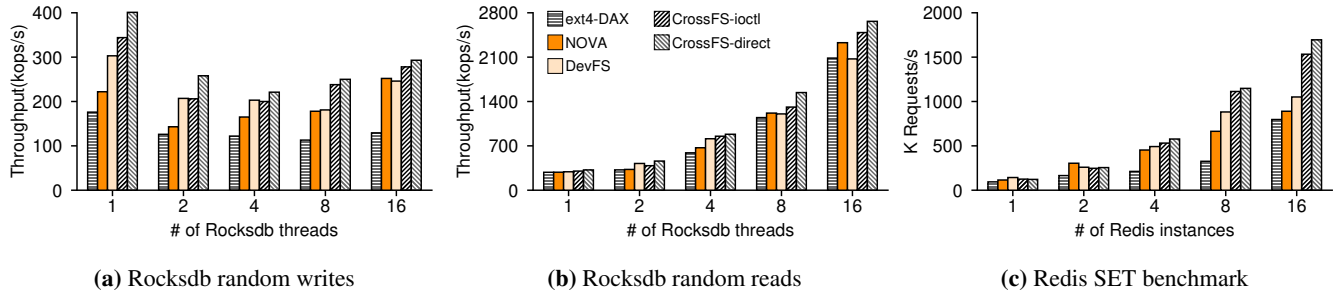 Throughput(kops/s)
400
300
200
100
0
1 2 4 8 16
# of Rocksdb threads
(a) Rocksdb random writes
Throughput(kops/s)
2800
2100
1400
700
0
ext4-DAX
NOVA
DevFS
CrossFS-ioctl
CrossFS-direct
1 2 4 8 16
# of Rocksdb threads
(b) Rocksdb random reads
K Requests/s
2000
1500
1000
500
0
1 2 4 8 16
# of Redis instances
(c) Redis SET benchmark